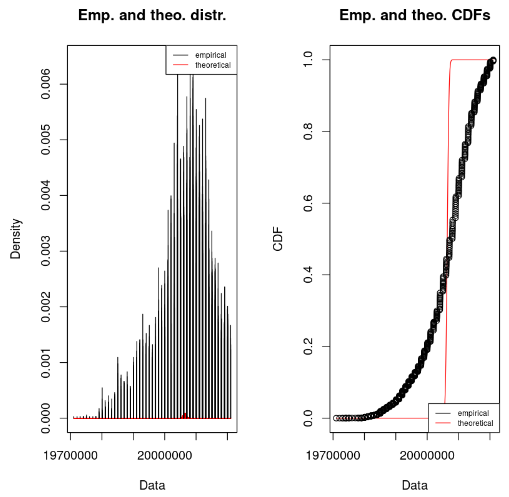 Emp. and theo. distr.
empirical
theoretical
Density
0.000
0.001
0.002
0.003
0.004
0.005
0.006
19700000
20000000
Data
Emp. and theo. CDFs
CDF
0.0
0.2
0.4
0.6
0.8
1.0
empirical
theoretical
19700000
20000000
Data